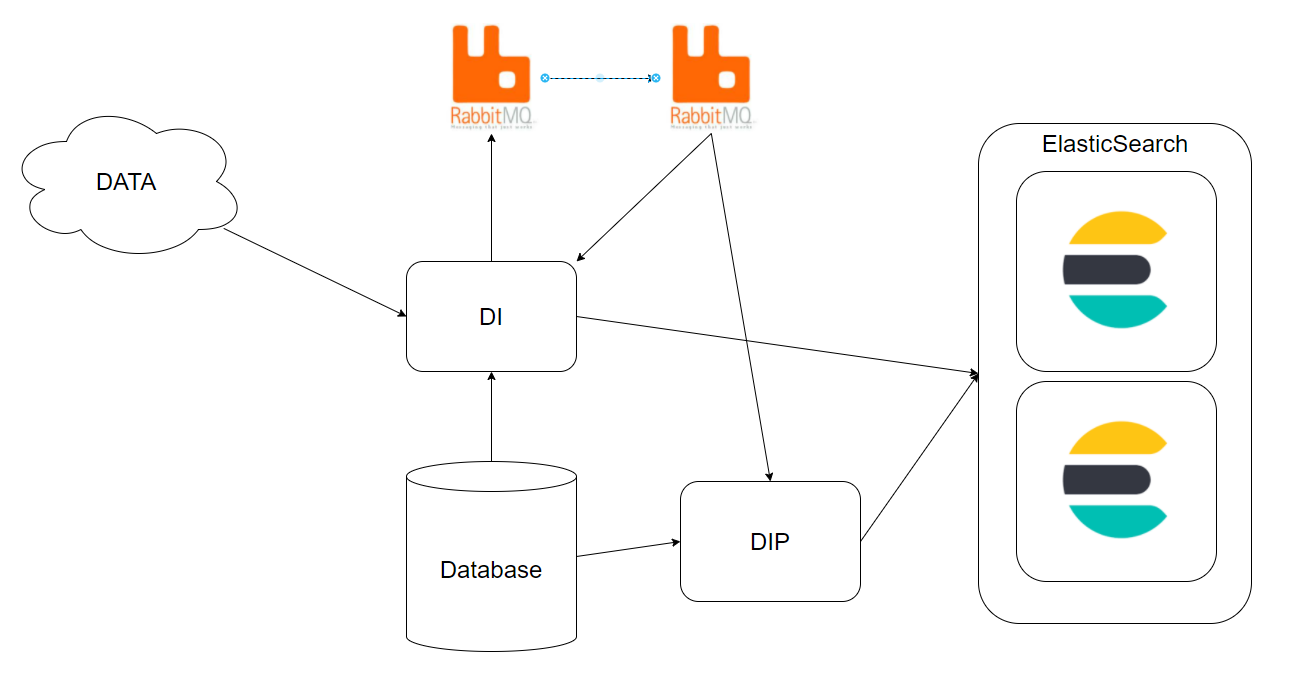 RabbitMQ
Messaging that just works
RabbitMQ
Messaging that just works
ElasticSearch
DATA
DI
DIP
Database